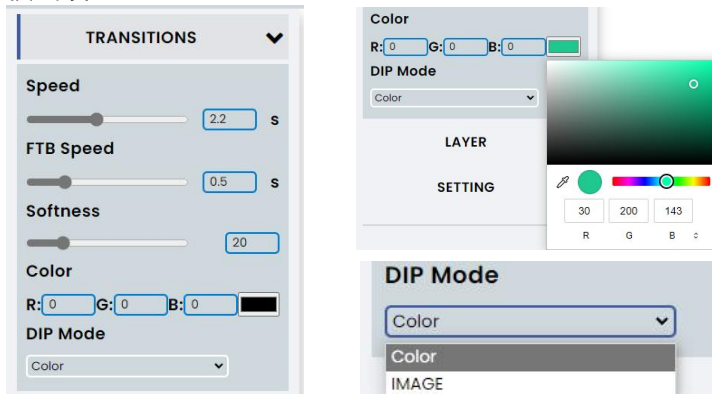 TRANSITIONS
Speed
2.2 s
FTB Speed
0.5 s
Softness
20
Color
R: 0 G: 0 B: 0
DIP Mode
Color
Color
R: 0 G: 0 B: 0
DIP Mode
Color
LAYER
SETTING
30 200 143
R G B
DIP Mode
Color
Color
IMAGE